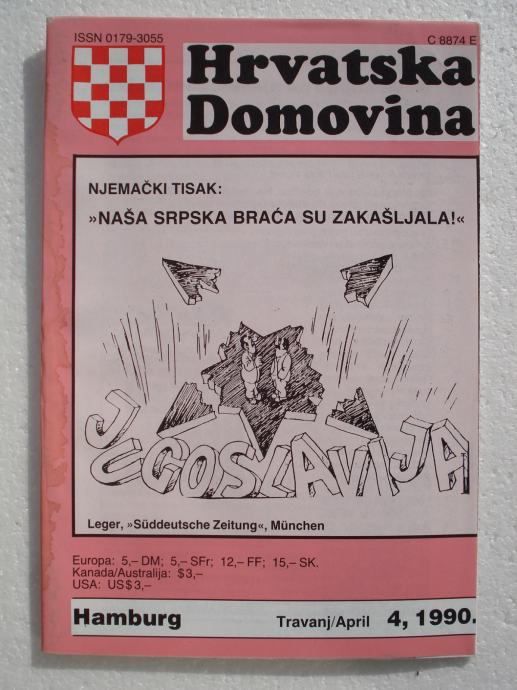 ISSN 0179-3055
C 8874 E
Hrvatska
Domovina
NJEMAČKI TISAK:
»NAŠA SRPSKA BRAĆA SU ZAKAŠLJALA!«
JUGOSLAVIJA
Leger, »Süddeutsche Zeitung«, München
Europa: 5,– DM; 5,– SFr; 12,– FF; 15,– SK.
Kanada/Australija: $3,–
USA: US$3,–
Hamburg Travanj/April 4, 1990.